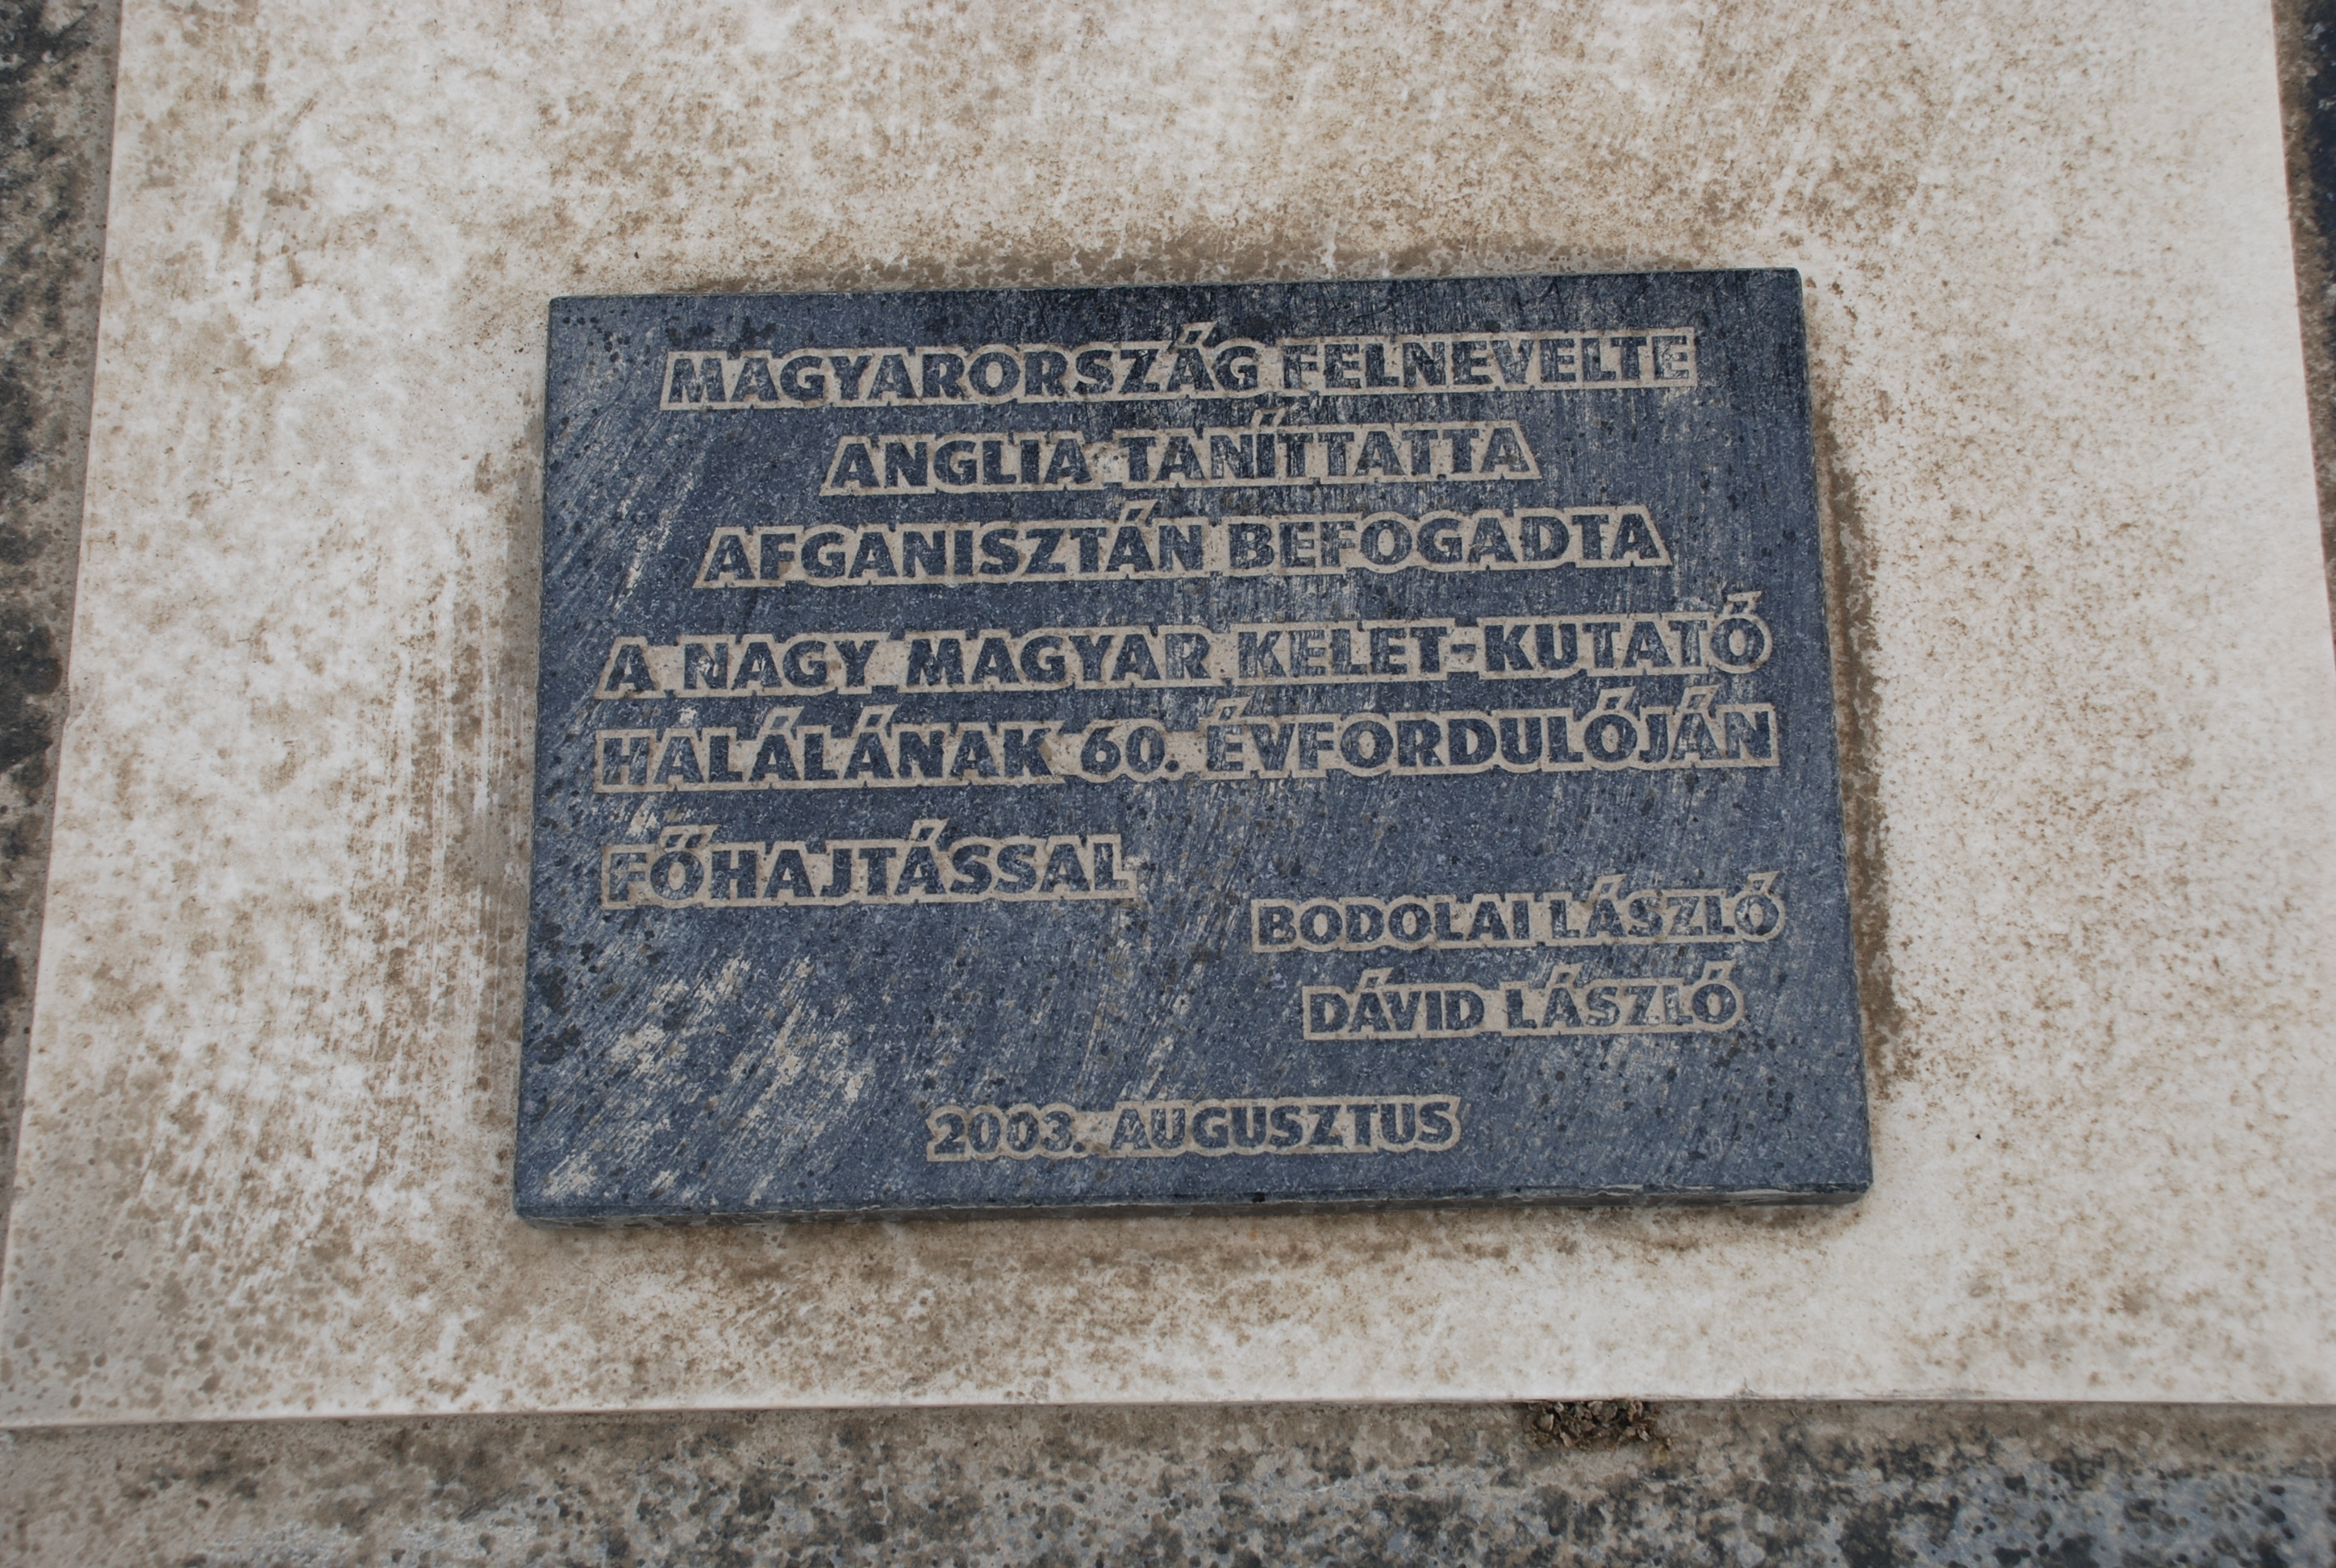 MAGYARORSZÁG FELNEVELTE
ANGLIA TANÍTTATTA
AFGANISZTÁN BEFOGADTA
A NAGY MAGYAR KELET-KUTATŐ
HALÁLÁNAK 60. ÉVFORDULÓJÁN
FŐHAJTÁSSAL
BODOLAI LÁSZLÓ
DÁVID LÁSZLÓ
2003. AUGUSZTUS